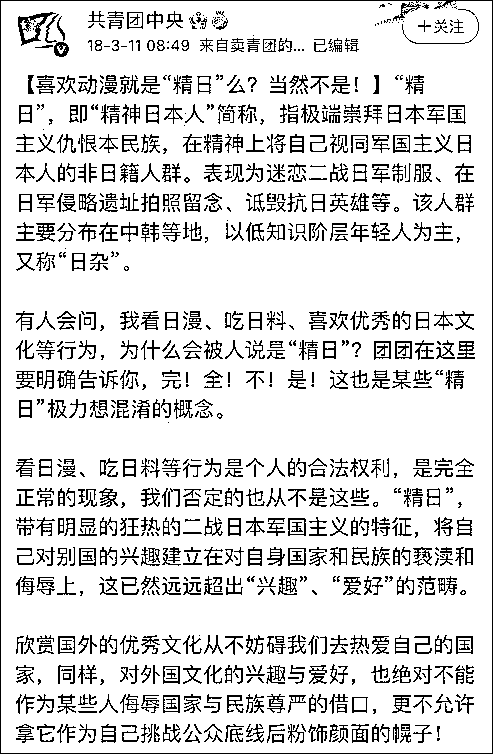 共青团中央
18-3-11 08:49 来自卖青团的... 已编辑
+关注
【喜欢动漫就是“精日”么？当然不是！】“精
日”，即“精神日本人”简称，指极端崇拜日本军国
主义仇恨本民族，在精神上将自己视同军国主义日
本人的非日籍人群。表现为迷恋二战日军制服、在
日军侵略遗址拍照留念、诋毁抗日英雄等。该人群
主要分布在中韩等地，以低知识阶层年轻人为主，
又称“日杂”。
有人会问，我看日漫、吃日料、喜欢优秀的日本文
化等行为，为什么会被人说是“精日”？团团在这里
要明确告诉你，完！全！不！是！这也是某些“精
日”极力想混淆的概念。
看日漫、吃日料等行为是个人的合法权利，是完全
正常的现象，我们否定的也从不是这些。“精日”，
带有明显的狂热的二战日本军国主义的特征，将自
己对别国的兴趣建立在对自身国家和民族的亵渎和
侮辱上，这已然远远超出“兴趣”、“爱好”的范畴。
欣赏国外的优秀文化从不妨碍我们去热爱自己的国
家，同样，对外国文化的兴趣与爱好，也绝对不能
作为某些人侮辱国家与民族尊严的借口，更不允许
拿它作为自己挑战公众底线后粉饰颜面的幌子！